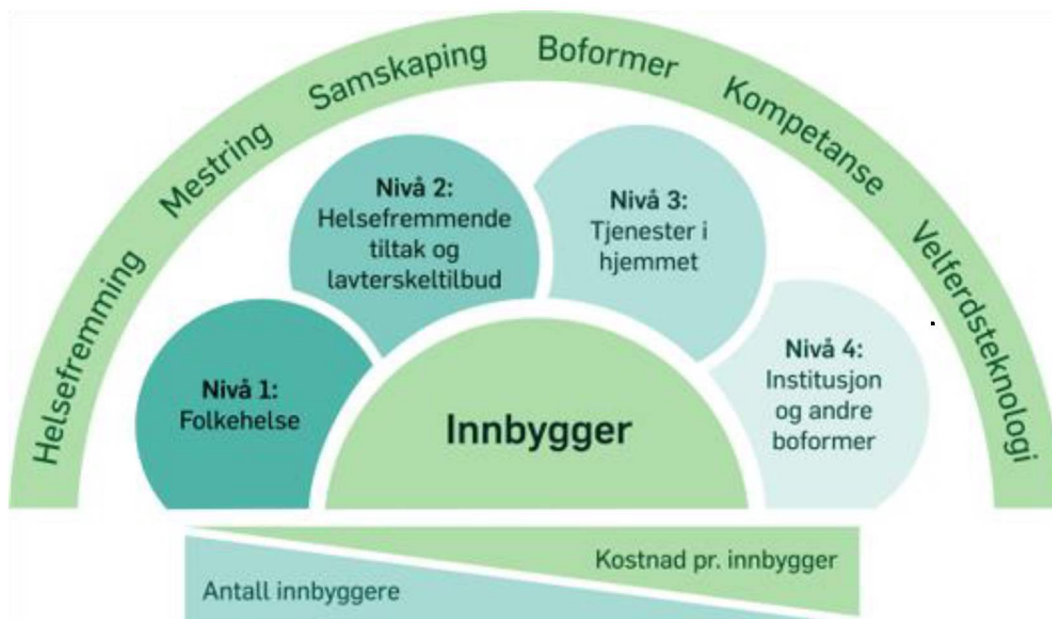 Helsefremming
Mestring
Samskaping
Boformer
Kompetanse
Velferdsteknologi
Nivå 1:
Folkehelse
Nivå 2:
Helsefremmende
tiltak og
lavterskeltilbud
Nivå 3:
Tjenester i
hjemmet
Nivå 4:
Institusjon
og andre
boformer
Innbygger
Kostnad pr. innbygger
Antall innbyggere